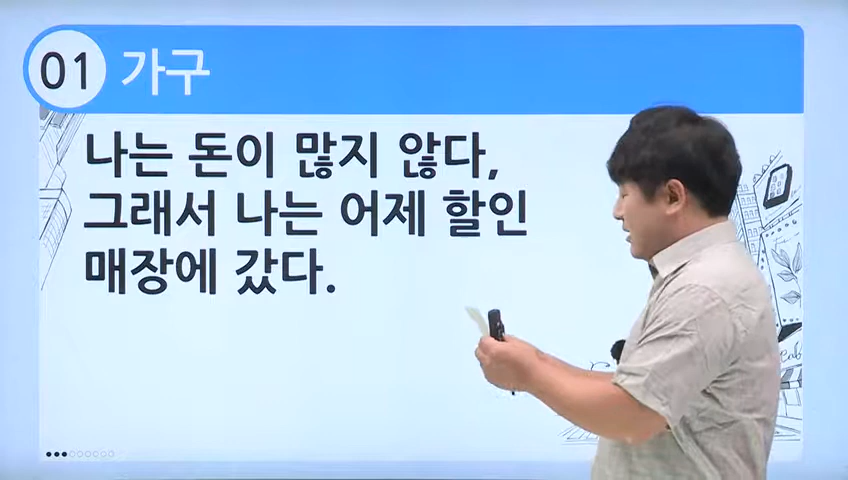 01 가구
나는 돈이 많지 않다,
그래서 나는 어제 할인
매장에 갔다.